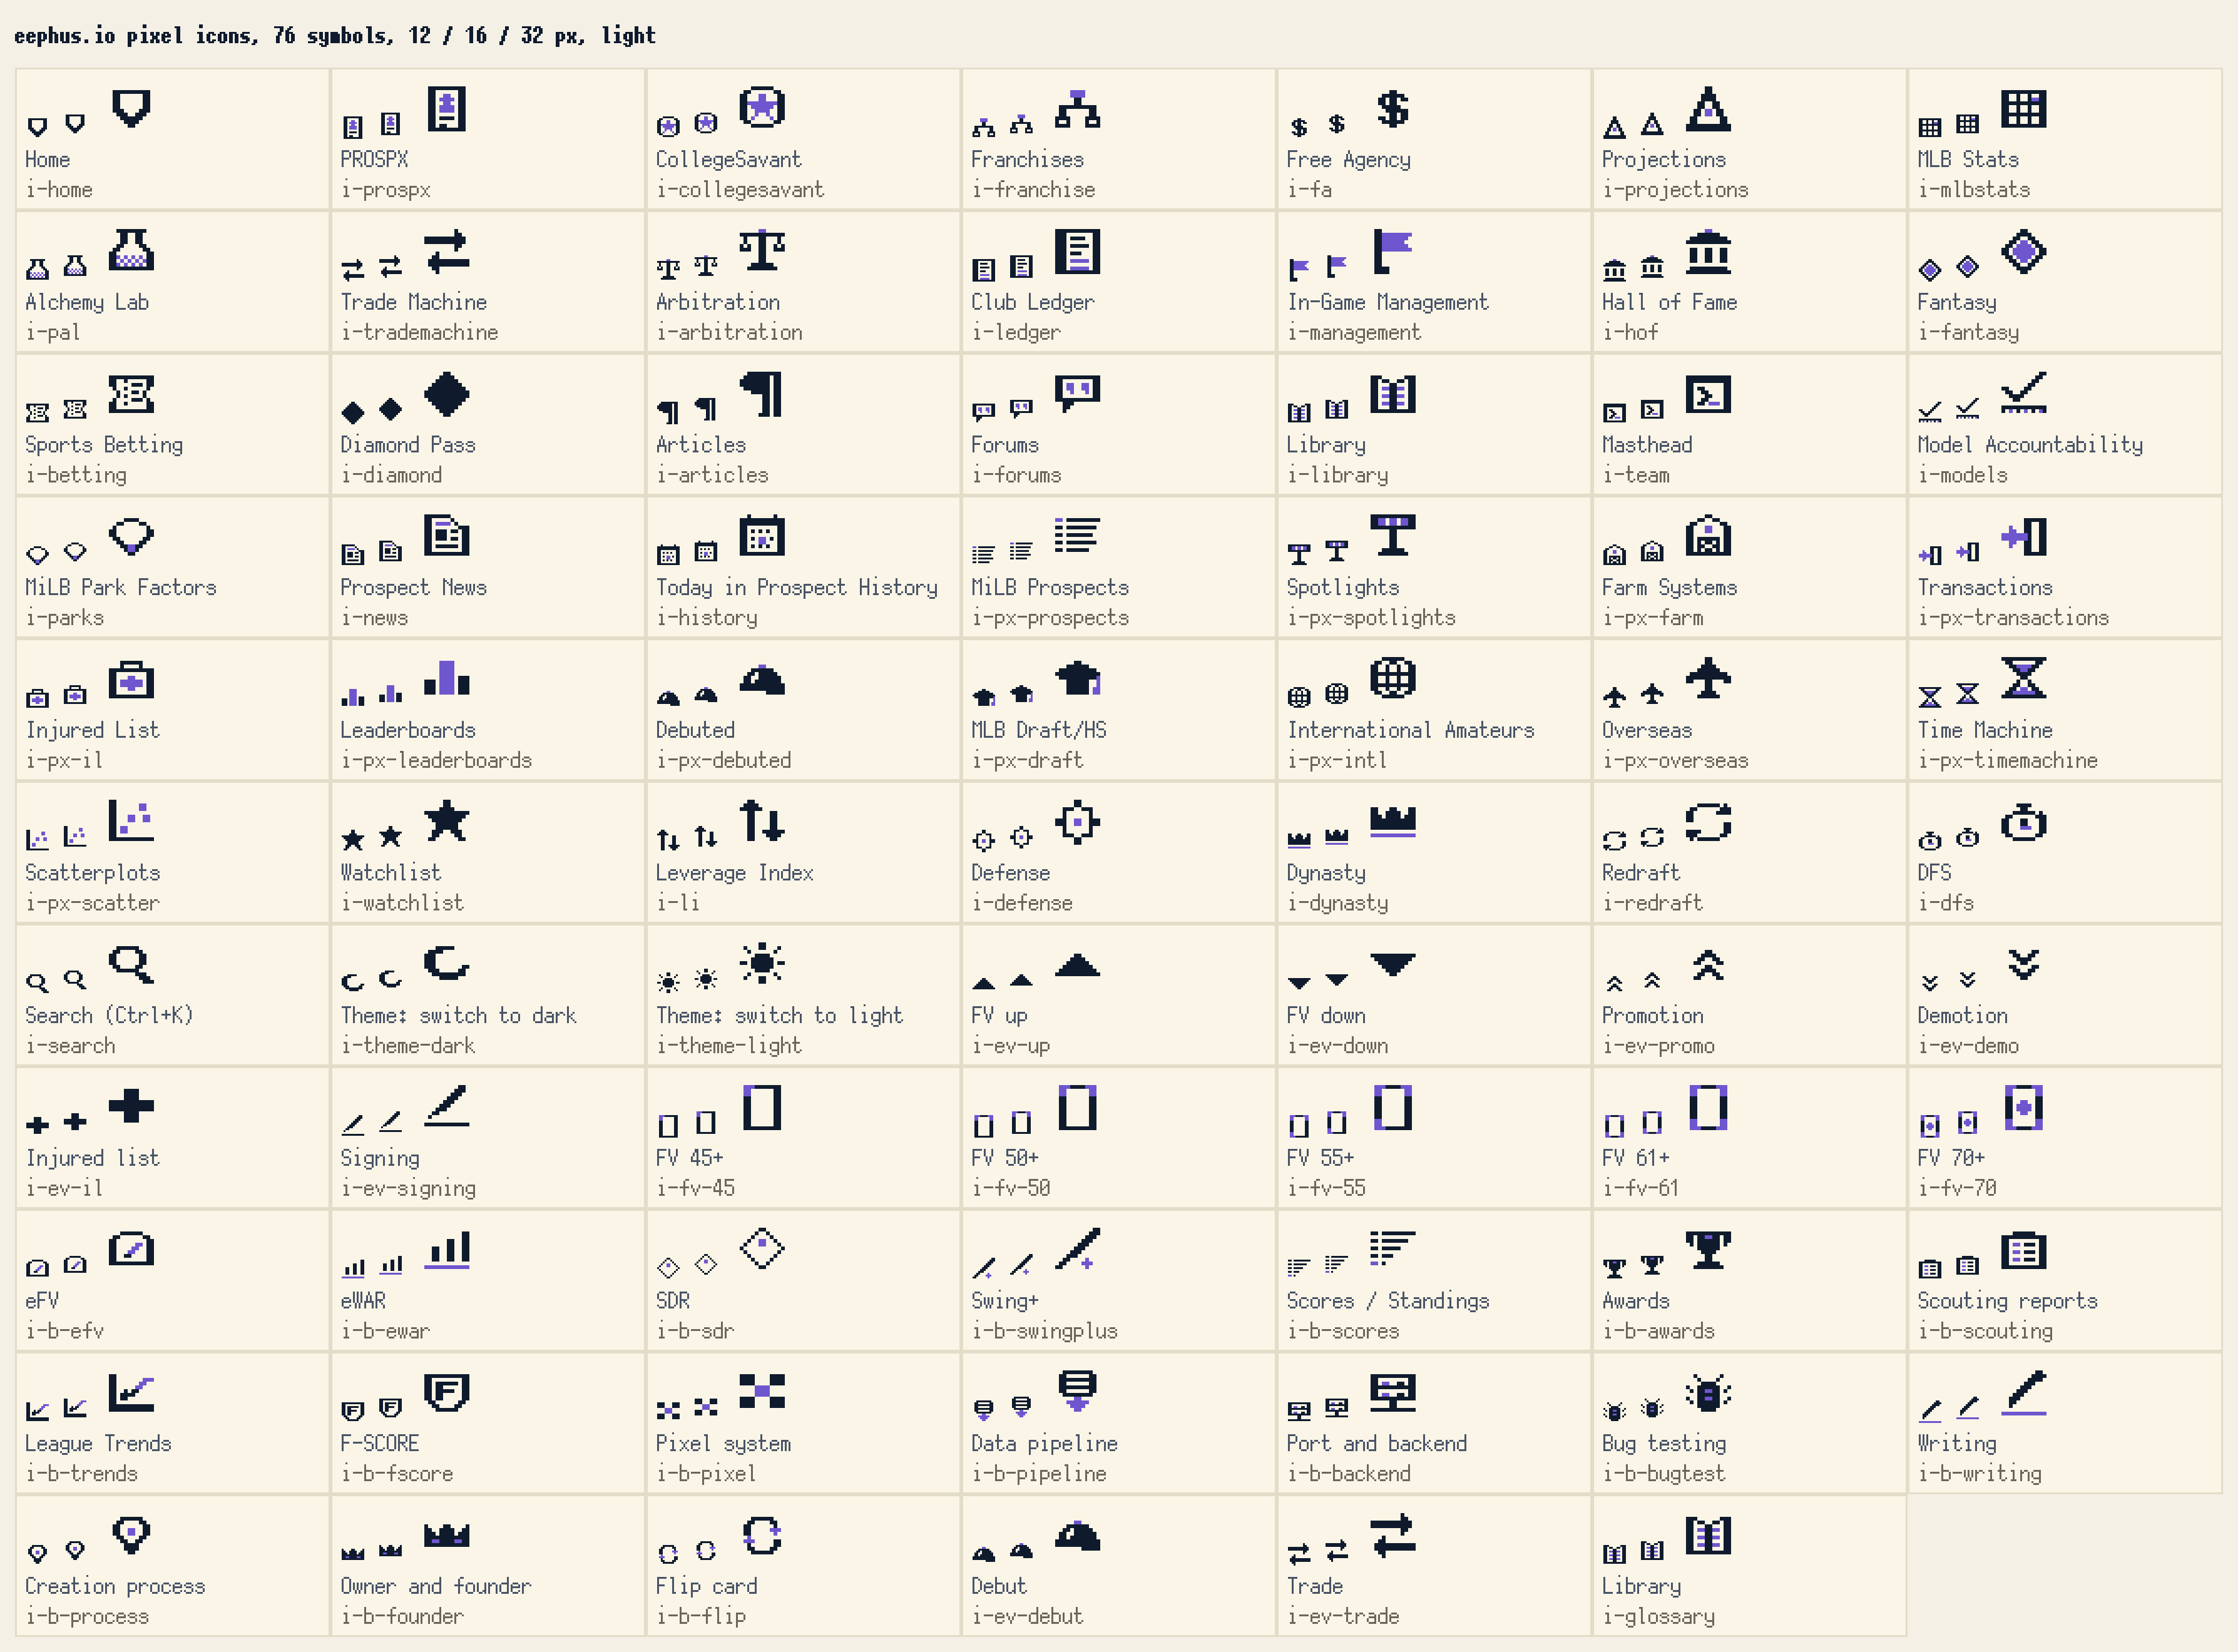 eephus.io pixel icons, 76 symbols, 12 / 16 / 32 px, light
Home
i-home
PROSPX
i-prospx
CollegeSavant
i-collegesavant
Franchises
i-franchise
Free Agency
i-fa
Projections
i-projections
MLB Stats
i-mlbstats
Alchemy Lab
i-pal
Trade Machine
i-trademachine
Arbitration
i-arbitration
Club Ledger
i-ledger
In-Game Management
i-management
Hall of Fame
i-hof
Fantasy
i-fantasy
Sports Betting
i-betting
Diamond Pass
i-diamond
Articles
i-articles
Forums
i-forums
Library
i-library
Masthead
i-team
Model Accountability
i-models
MiLB Park Factors
i-parks
Prospect News
i-news
Today in Prospect History
i-history
MiLB Prospects
i-px-prospects
Spotlights
i-px-spotlights
Farm Systems
i-px-farm
Transactions
i-px-transactions
Injured List
i-px-il
Leaderboards
i-px-leaderboards
Debuted
i-px-debuted
MLB Draft/HS
i-px-draft
International Amateurs
i-px-intl
Overseas
i-px-overseas
Time Machine
i-px-timemachine
Scatterplots
i-px-scatter
Watchlist
i-watchlist
Leverage Index
i-li
Defense
i-defense
Dynasty
i-dynasty
Redraft
i-redraft
DFS
i-dfs
Search (Ctrl+K)
i-search
Theme: switch to dark
i-theme-dark
Theme: switch to light
i-theme-light
FV up
i-ev-up
FV down
i-ev-down
Promotion
i-ev-promo
Demotion
i-ev-demo
Injured list
i-ev-il
Signing
i-ev-signing
FV 45+
i-fv-45
FV 50+
i-fv-50
FV 55+
i-fv-55
FV 61+
i-fv-61
FV 70+
i-fv-70
eFV
i-b-efv
eWAR
i-b-ewar
SDR
i-b-sdr
Swing+
i-b-swingplus
Scores / Standings
i-b-scores
Awards
i-b-awards
Scouting reports
i-b-scouting
League Trends
i-b-trends
F
F-SCORE
i-b-fscore
Pixel system
i-b-pixel
Data pipeline
i-b-pipeline
Port and backend
i-b-backend
Bug testing
i-b-bugtest
Writing
i-b-writing
Creation process
i-b-process
Owner and founder
i-b-founder
Flip card
i-b-flip
Debut
i-ev-debut
Trade
i-ev-trade
Library
i-glossary